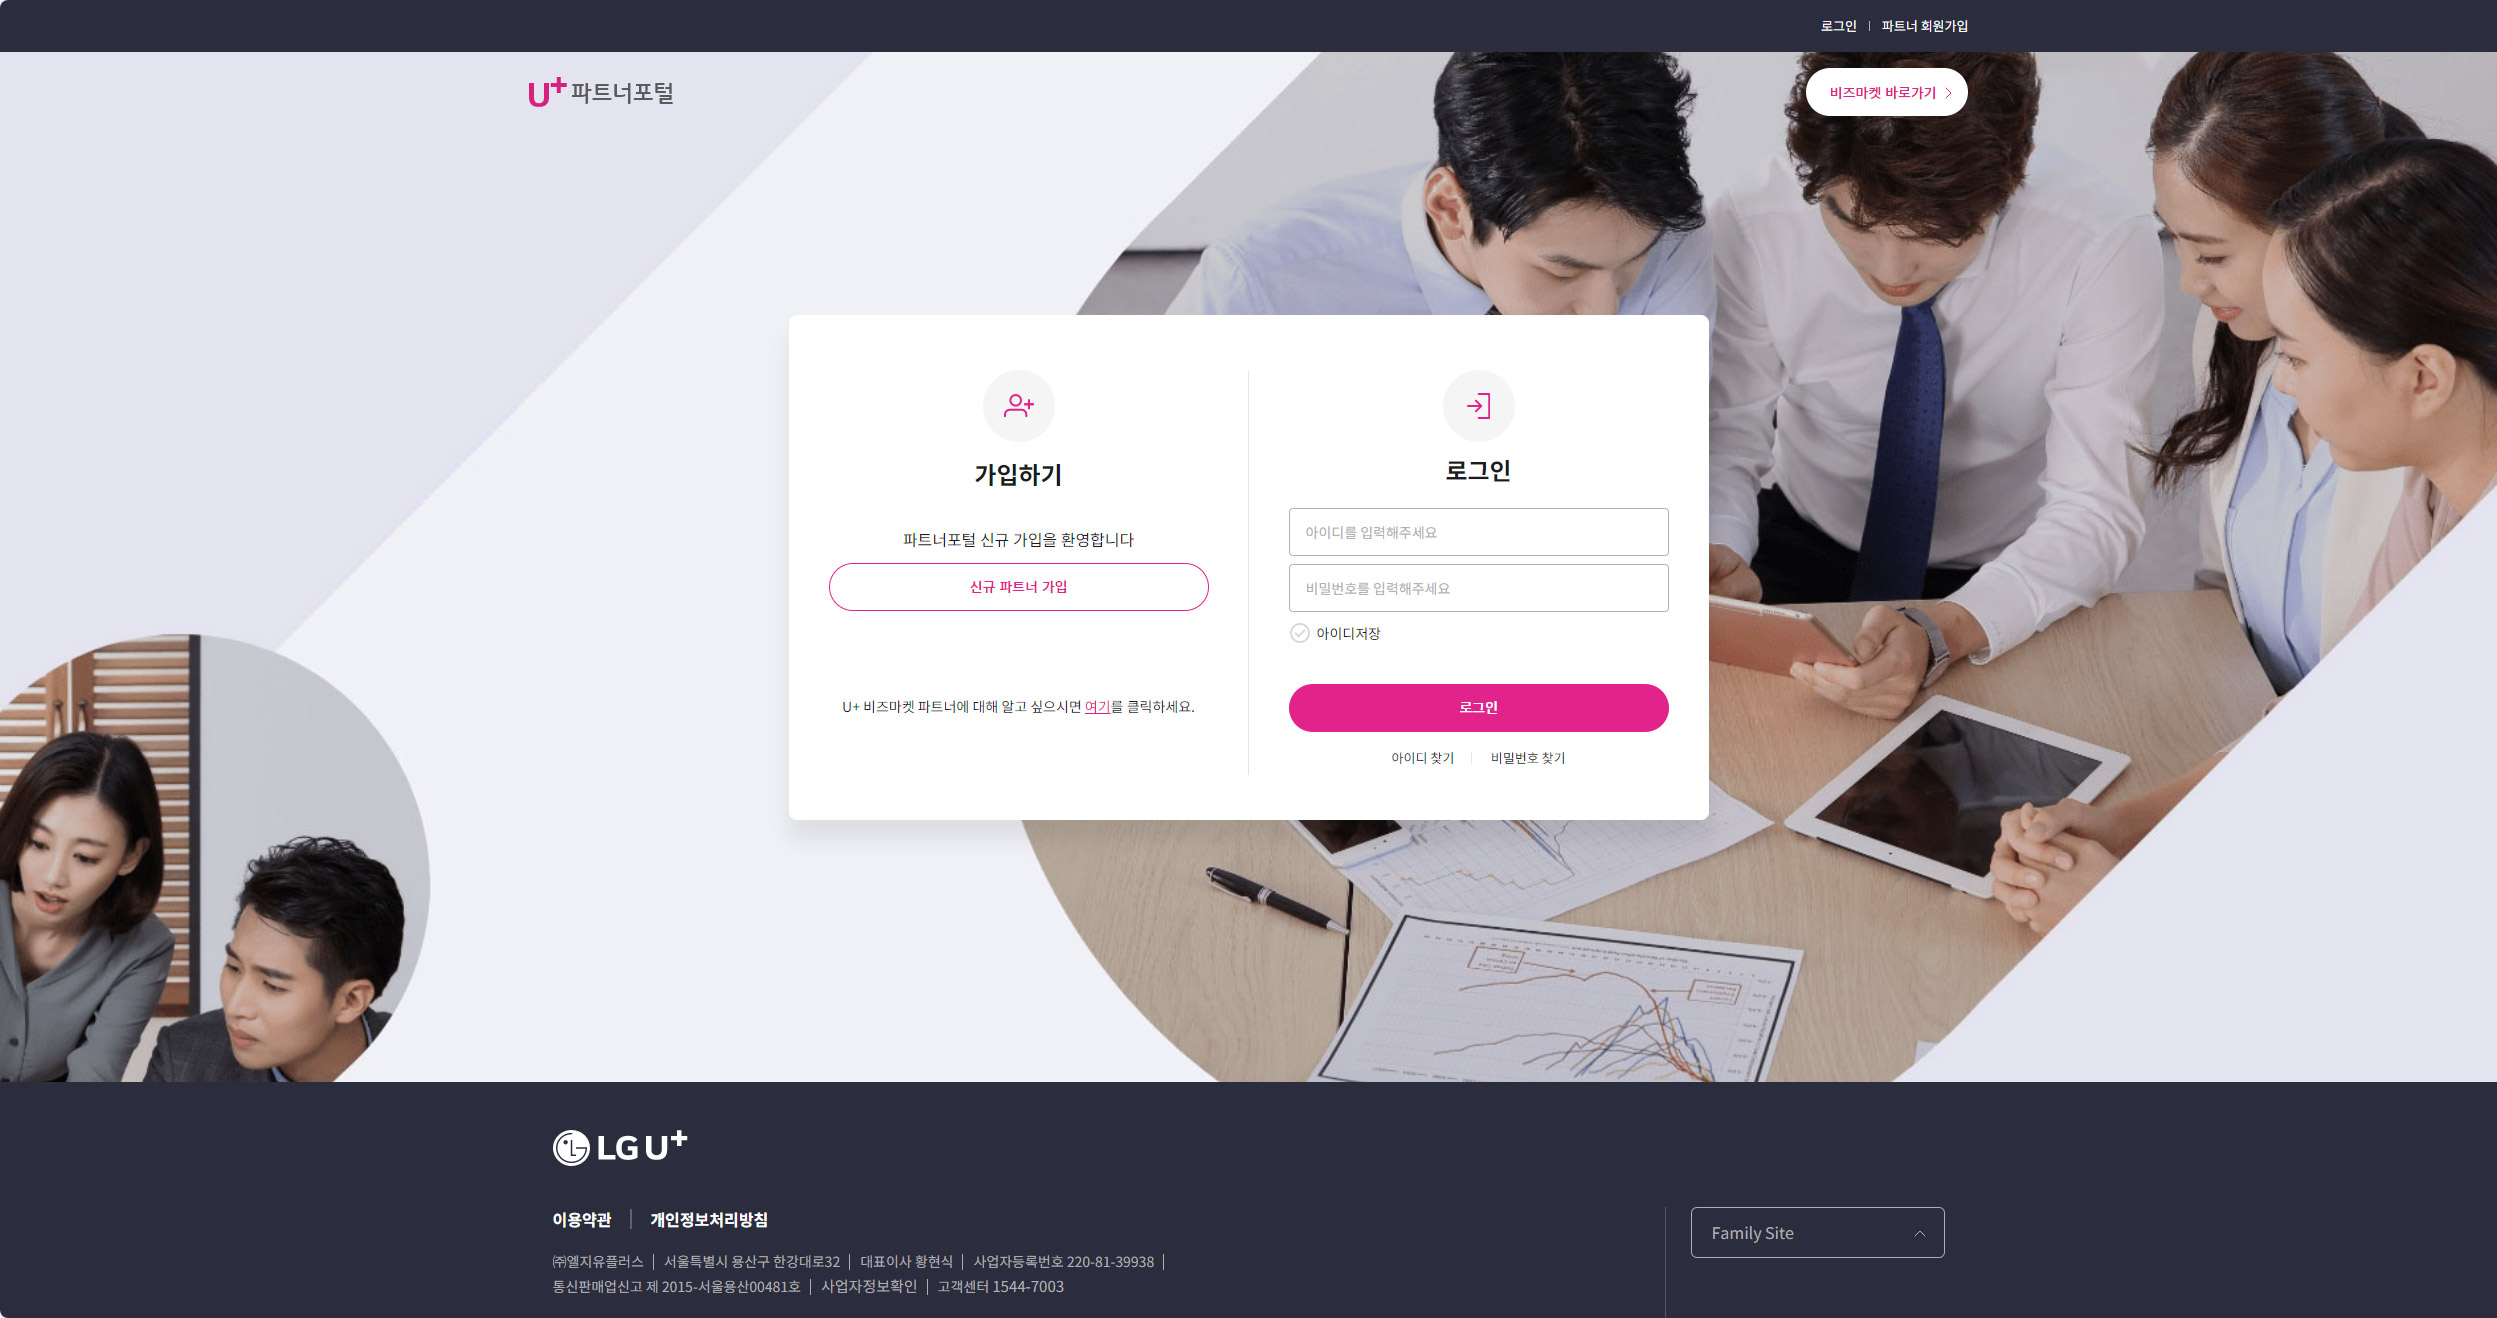 로그인 | 파트너 회원가입
U+ 파트너포털
비즈마켓 바로가기
가입하기
파트너포털 신규 가입을 환영합니다
신규 파트너 가입
U+ 비즈마켓 파트너에 대해 알고 싶으시면 여기를 클릭하세요.
로그인
아이디를 입력해주세요
비밀번호를 입력해주세요
아이디저장
로그인
아이디 찾기 | 비밀번호 찾기
LG U+
이용약관 | 개인정보처리방침
㈜엘지유플러스 | 서울특별시 용산구 한강대로32 | 대표이사 황현식 | 사업자등록번호 220-81-39938 |
통신판매업신고 제 2015-서울용산00481호 | 사업자정보확인 | 고객센터 1544-7003
Family Site